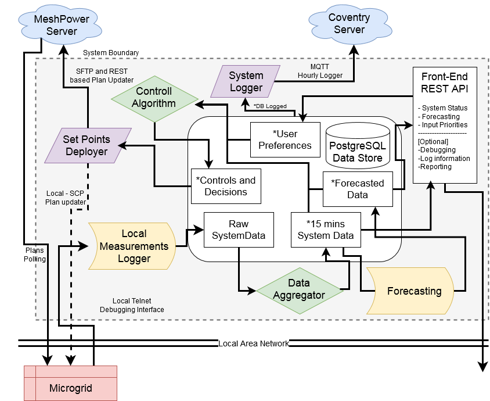 MeshPower
Server
Coventry
Server
System Boundary
SFTP and REST
based Plan Updater
MQTT
Hourly Logger
System
Logger
*DB Logged
Controll
Algorithm
Front-End
REST API
- System Status
- Forecasting
- Input Priorities
[Optional]
-Debugging
-Log information
-Reporting
*User
Preferences
PostgreSQL
Data Store
Set Points
Deployer
*Controls and
Decisions
*Forecasted
Data
Local - SCP
Plan updater
Plans
Polling
Local
Measurements
Logger
Raw
SystemData
*15 mins
System Data
Data
Aggregator
Forecasting
Local Telnet
Debugging Interface
Local Area Network
Microgrid